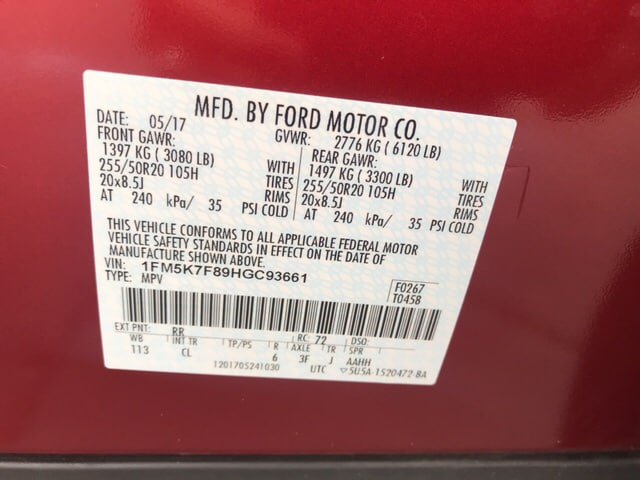 MFD. BY FORD MOTOR CO.
DATE: 05/17 GVWR: 2776 KG ( 6120 LB)
FRONT GAWR: REAR GAWR:
1397 KG ( 3080 LB) WITH 1497 KG ( 3300 LB) WITH
255/50R20 105H TIRES 255/50R20 105H TIRES
20x8.5J RIMS 20x8.5J RIMS
AT 240 kPa/ 35 PSI COLD AT 240 kPa/ 35 PSI COLD
THIS VEHICLE CONFORMS TO ALL APPLICABLE FEDERAL MOTOR
VEHICLE SAFETY STANDARDS IN EFFECT ON THE DATE OF
MANUFACTURE SHOWN ABOVE.
VIN: 1FM5K7F89HGC93661 F0267
TYPE: MPV T0458
EXT PNT: RR RC: 72 DSO:
WB INT TR TP/PS R AXLE TR SPR
113 CL 6 3F J AAHH
1201705241030 UTC ▽5U5A-1520472-BA